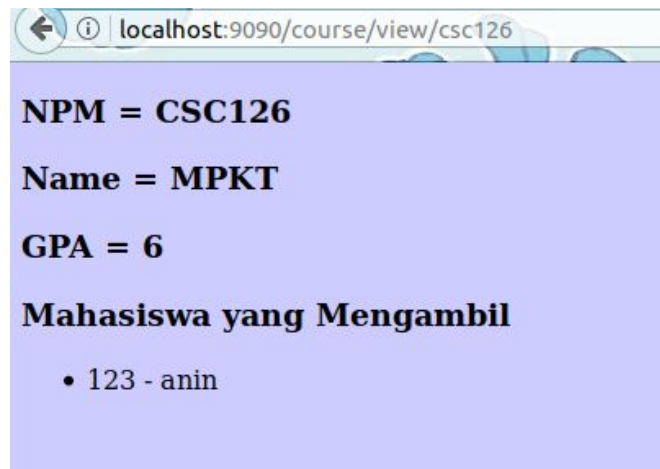 localhost:9090/course/view/csc126
NPM = CSC126
Name = MPKT
GPA = 6
Mahasiswa yang Mengambil
• 123 - anin